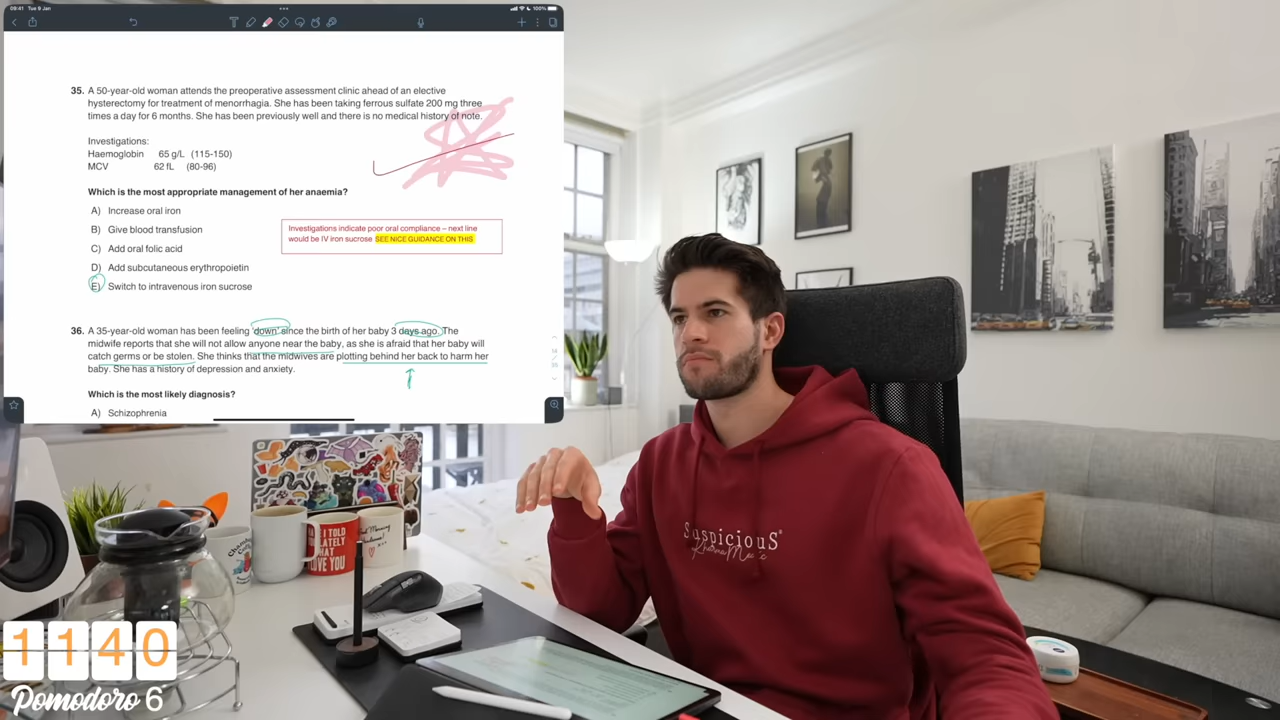 09:41 Tue 9 Jan
100%
35. A 50-year-old woman attends the preoperative assessment clinic ahead of an elective
hysterectomy for treatment of menorrhagia. She has been taking ferrous sulfate 200 mg three
times a day for 6 months. She has been previously well and there is no medical history of note.
Investigations:
Haemoglobin 65 g/L (115-150)
MCV 62 fL (80-96)
Which is the most appropriate management of her anaemia?
A) Increase oral iron
B) Give blood transfusion
C) Add oral folic acid
D) Add subcutaneous erythropoietin
E) Switch to intravenous iron sucrose
Investigations indicate poor oral compliance – next line
would be IV iron sucrose SEE NICE GUIDANCE ON THIS
36. A 35-year-old woman has been feeling 'down' since the birth of her baby 3 days ago. The
midwife reports that she will not allow anyone near the baby, as she is afraid that her baby will
catch germs or be stolen. She thinks that midwives are plotting behind her back to harm her
baby. She has a history of depression and anxiety.
Which is the most likely diagnosis?
A) Schizophrenia
SuspiciouS
1140
Pomodoro 6